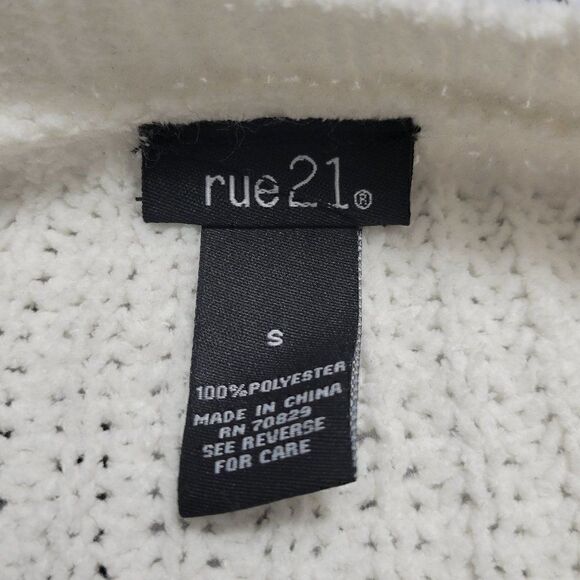 rue21®
S
100% POLYESTER
MADE IN CHINA
RN 70829
SEE REVERSE
FOR CARE